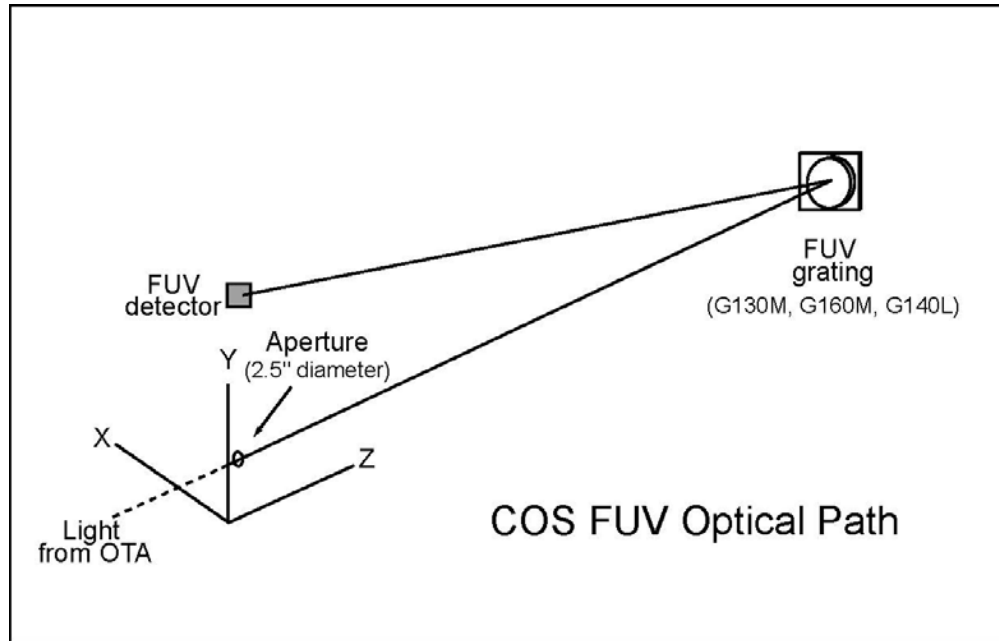 FUV
grating
(G130M, G160M, G140L)
FUV
detector
Aperture
(2.5" diameter)
Y
X
Z
Light
from OTA
COS FUV Optical Path